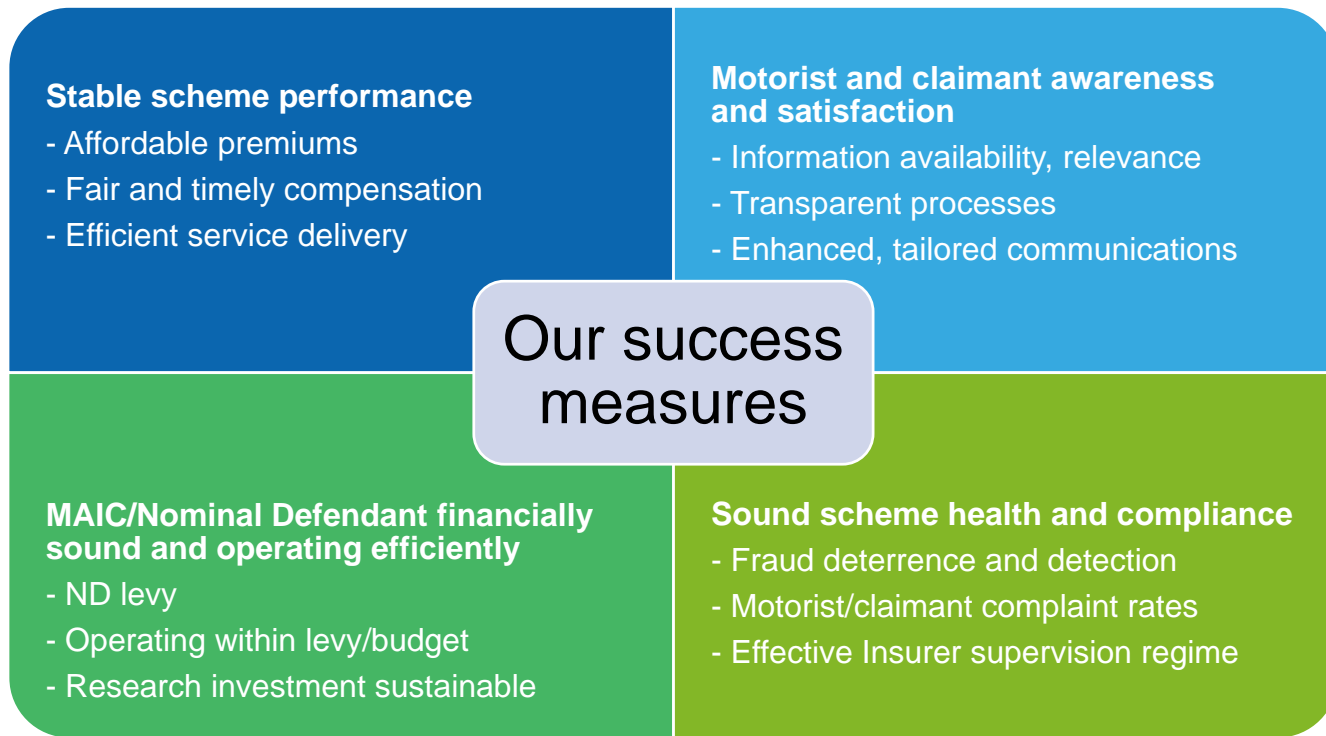 Stable scheme performance
- Affordable premiums
- Fair and timely compensation
- Efficient service delivery
Motorist and claimant awareness
and satisfaction
- Information availability, relevance
- Transparent processes
- Enhanced, tailored communications
Our success
measures
MAIC/Nominal Defendant financially
sound and operating efficiently
- ND levy
- Operating within levy/budget
- Research investment sustainable
Sound scheme health and compliance
- Fraud deterrence and detection
- Motorist/claimant complaint rates
- Effective Insurer supervision regime